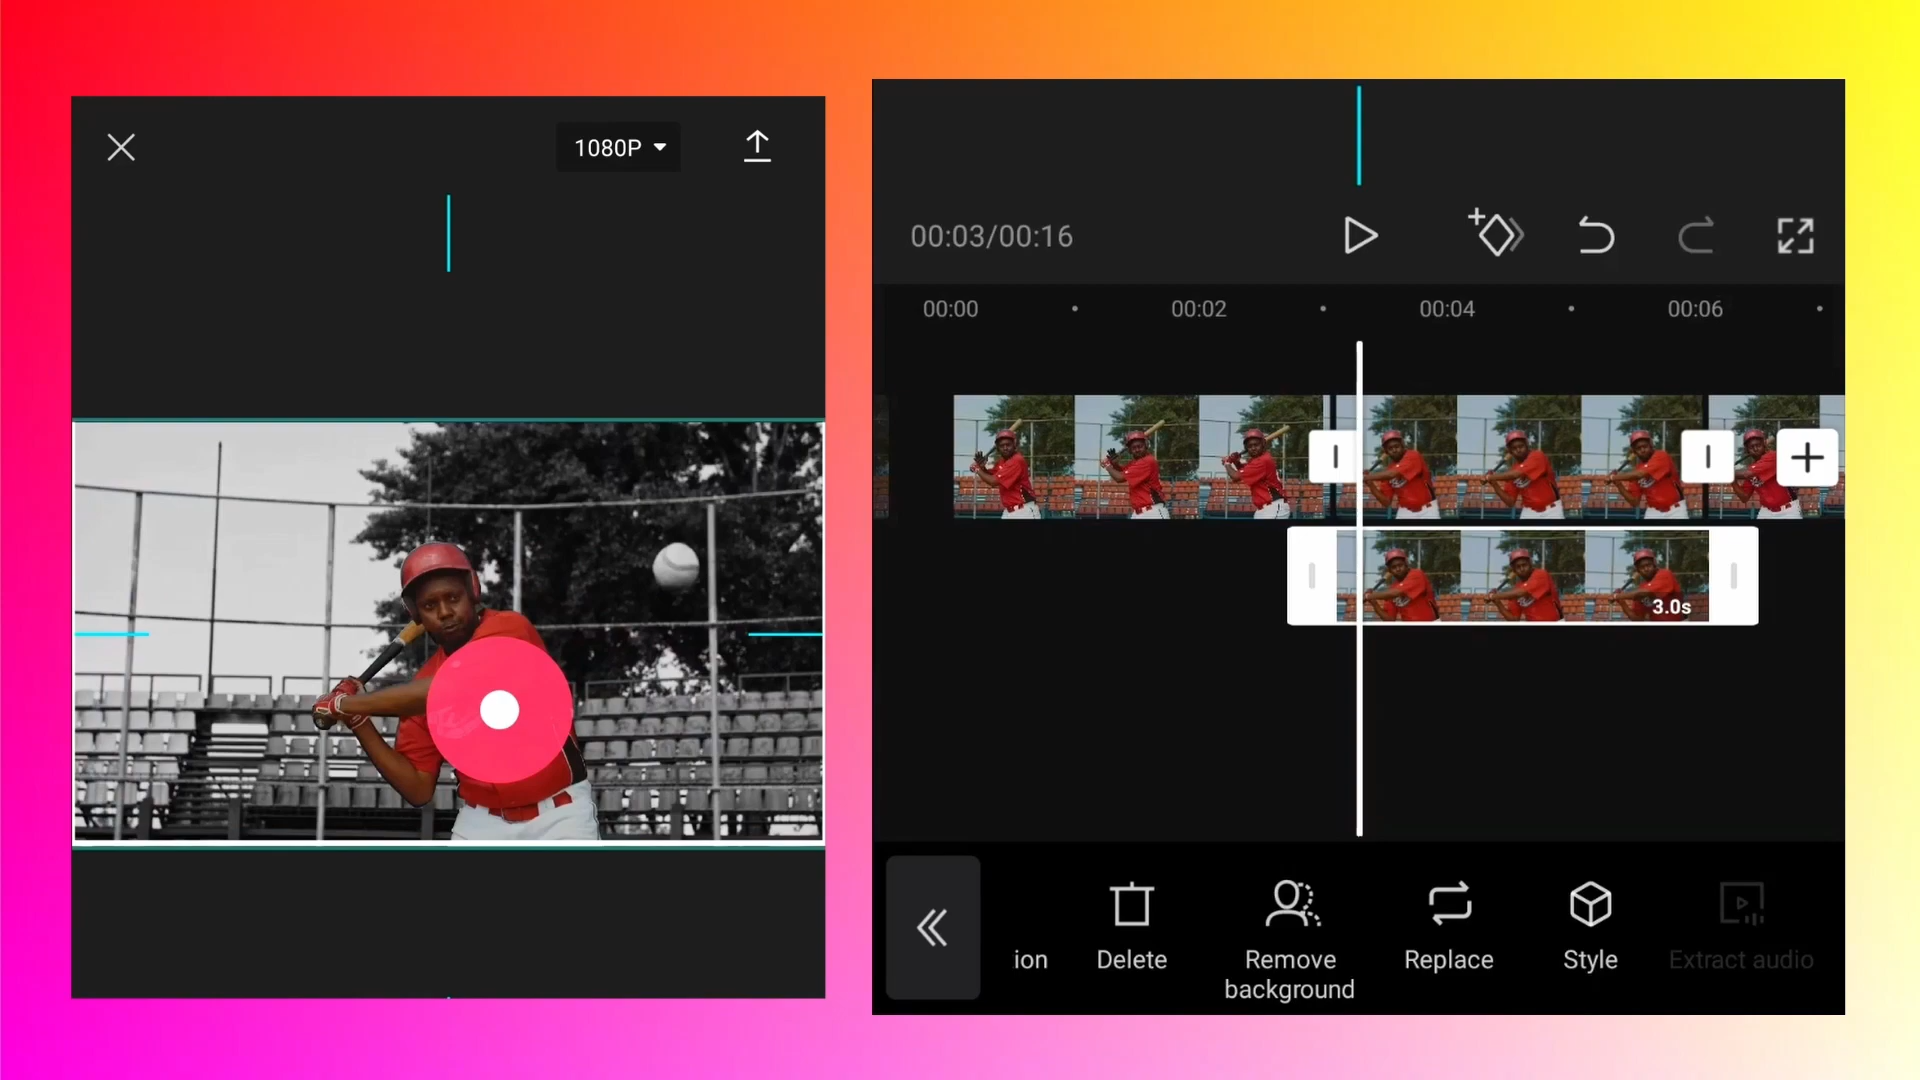 1080P
00:03/00:16
00:00
00:02
00:04
00:06
3.0s
ion
Delete
Remove
background
Replace
Style
Extract audio